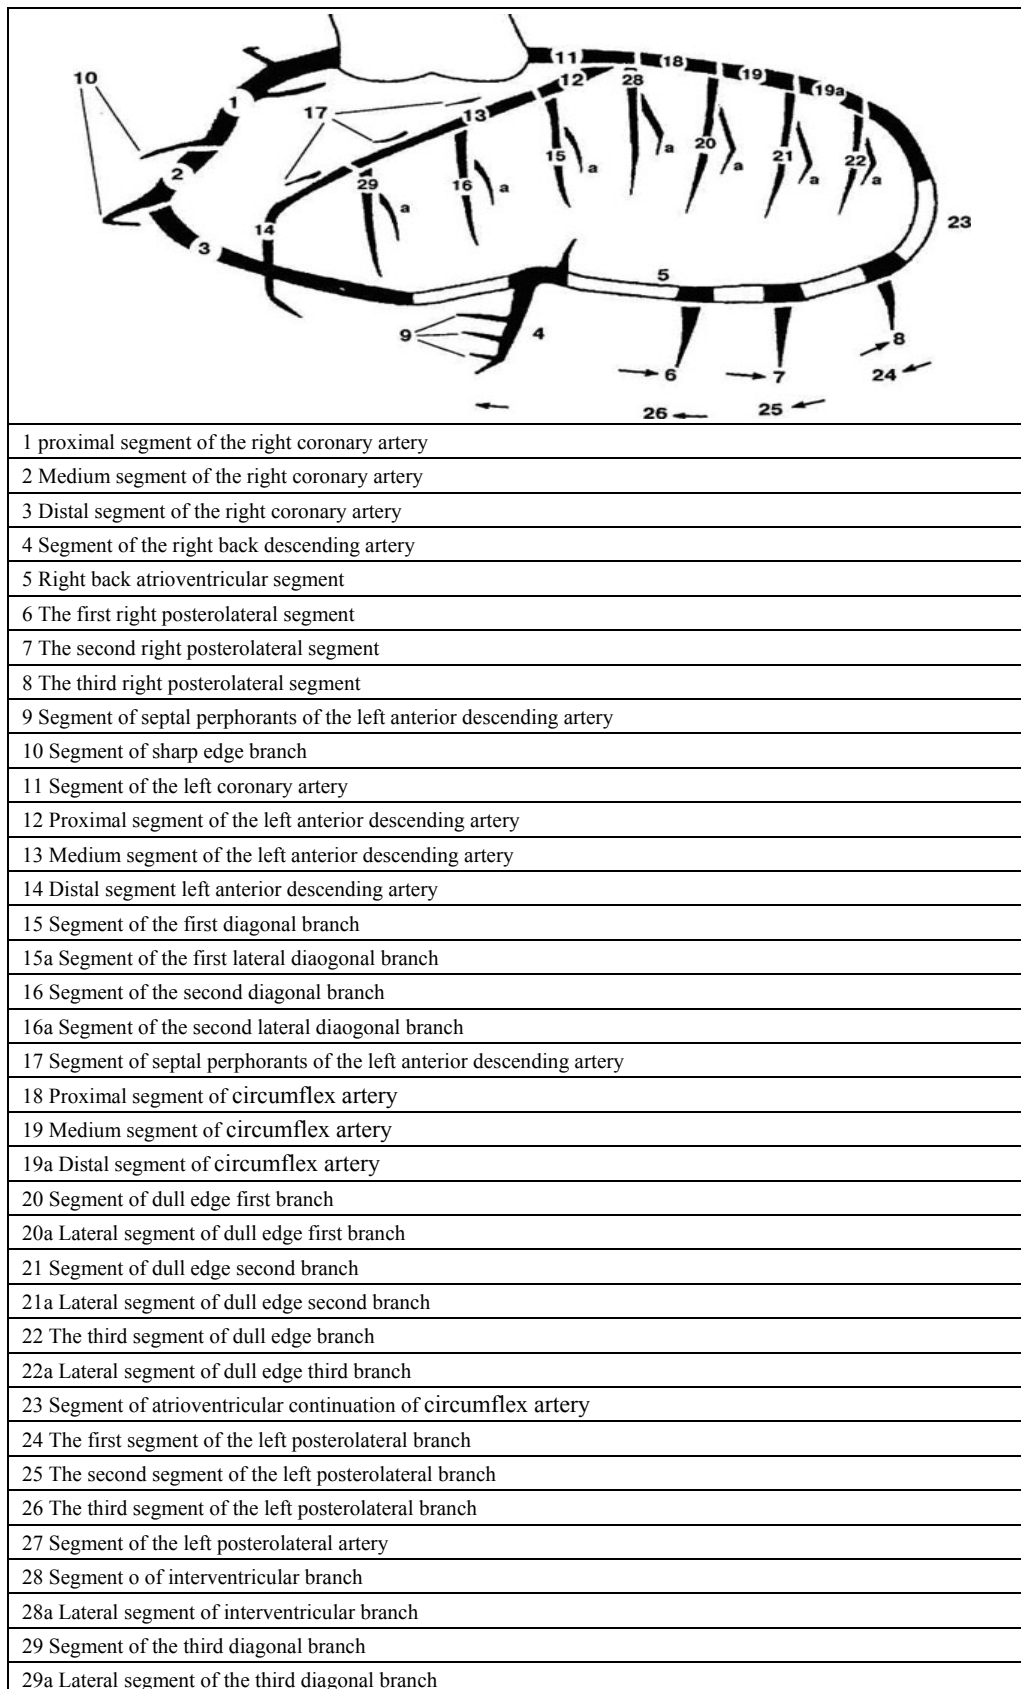 11
18
10
12
28
19
19a
1
17
13
a
20
15
a
21
22
2
29
16
a
a
a
a
a
14
23
3
5
9
4
8
6
7
24
26
25
1 proximal segment of the right coronary artery
2 Medium segment of the right coronary artery
3 Distal segment of the right coronary artery
4 Segment of the right back descending artery
5 Right back atrioventricular segment
6 The first right posterolateral segment
7 The second right posterolateral segment
8 The third right posterolateral segment
9 Segment of septal perphorants of the left anterior descending artery
10 Segment of sharp edge branch
11 Segment of the left coronary artery
12 Proximal segment of the left anterior descending artery
13 Medium segment of the left anterior descending artery
14 Distal segment left anterior descending artery
15 Segment of the first diagonal branch
15a Segment of the first lateral diaogonal branch
16 Segment of the second diagonal branch
16a Segment of the second lateral diaogonal branch
17 Segment of septal perphorants of the left anterior descending artery
18 Proximal segment of circumflex artery
19 Medium segment of circumflex artery
19a Distal segment of circumflex artery
20 Segment of dull edge first branch
20a Lateral segment of dull edge first branch
21 Segment of dull edge second branch
21a Lateral segment of dull edge second branch
22 The third segment of dull edge branch
22a Lateral segment of dull edge third branch
23 Segment of atrioventricular continuation of circumflex artery
24 The first segment of the left posterolateral branch
25 The second segment of the left posterolateral branch
26 The third segment of the left posterolateral branch
27 Segment of the left posterolateral artery
28 Segment o of interventricular branch
28a Lateral segment of interventricular branch
29 Segment of the third diagonal branch
29a Lateral segment of the third diagonal branch